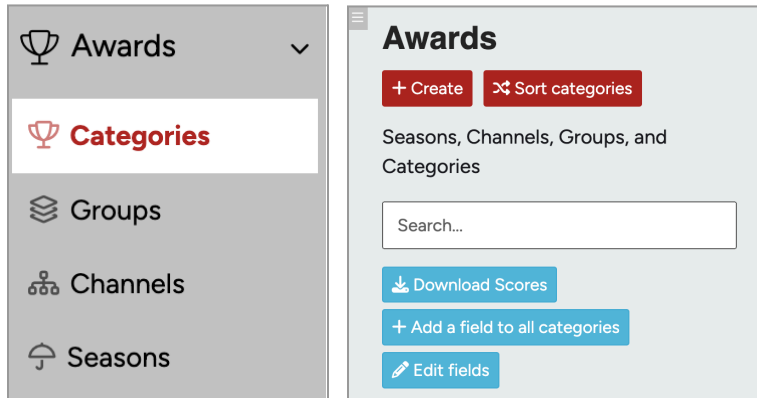 Awards
Categories
Groups
Channels
Seasons
Awards
Create
Sort categories
Seasons, Channels, Groups, and
Categories
Search...
Download Scores
Add a field to all categories
Edit fields